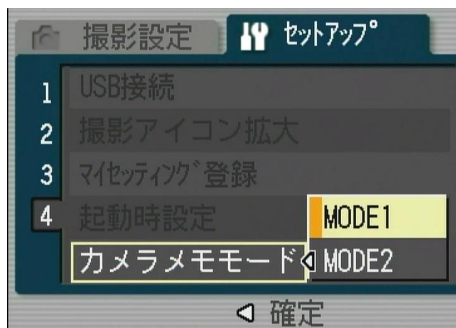 撮影設定 セットアップ
1 USB接続
2 撮影アイコン拡大
3 マイセッティング登録
4 起動時設定 MODE1
カメラメモモード MODE2
確定